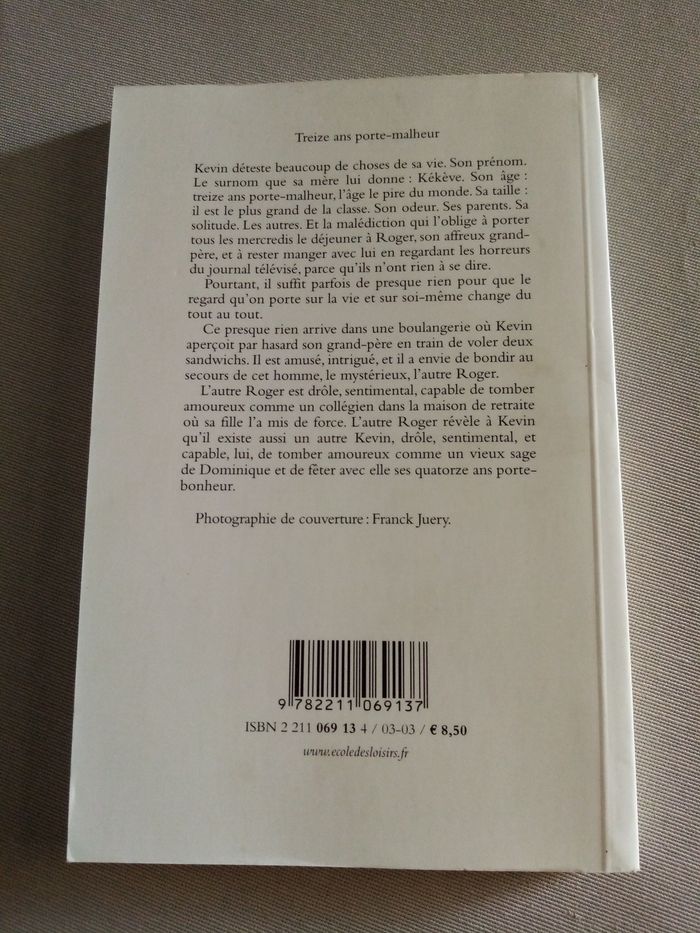 Treize ans porte-malheur
Kevin déteste beaucoup de choses de sa vie. Son prénom.
Le surnom que sa mère lui donne : Kékève. Son âge :
treize ans porte-malheur, l'âge le pire du monde. Sa taille :
il est le plus grand de la classe. Son odeur. Ses parents. Sa
solitude. Les autres. Et la malédiction qui l'oblige à porter
tous les mercredis le déjeuner à Roger, son affreux grand-
père, et à rester manger avec lui en regardant les horreurs
du journal télévisé, parce qu'ils n'ont rien à se dire.
Pourtant, il suffit parfois de presque rien pour que le
regard qu'on porte sur la vie et sur soi-même change du
tout au tout.
Ce presque rien arrive dans une boulangerie où Kevin
aperçoit par hasard son grand-père en train de voler deux
sandwichs. Il est amusé, intrigué, et il a envie de bondir au
secours de cet homme, le mystérieux, l'autre Roger.
L'autre Roger est drôle, sentimental, capable de tomber
amoureux comme un collégien dans la maison de retraite
où sa fille l'a mis de force. L'autre Roger révèle à Kevin
qu'il existe aussi un autre Kevin, drôle, sentimental, et
capable, lui, de tomber amoureux comme un vieux sage
de Dominique et de fêter avec elle ses quatorze ans porte-
bonheur.
Photographie de couverture : Franck Juery.
9 782211 069137
ISBN 2 211 069 13 4 / 03-03 / € 8,50
www.ecoledesloisirs.fr